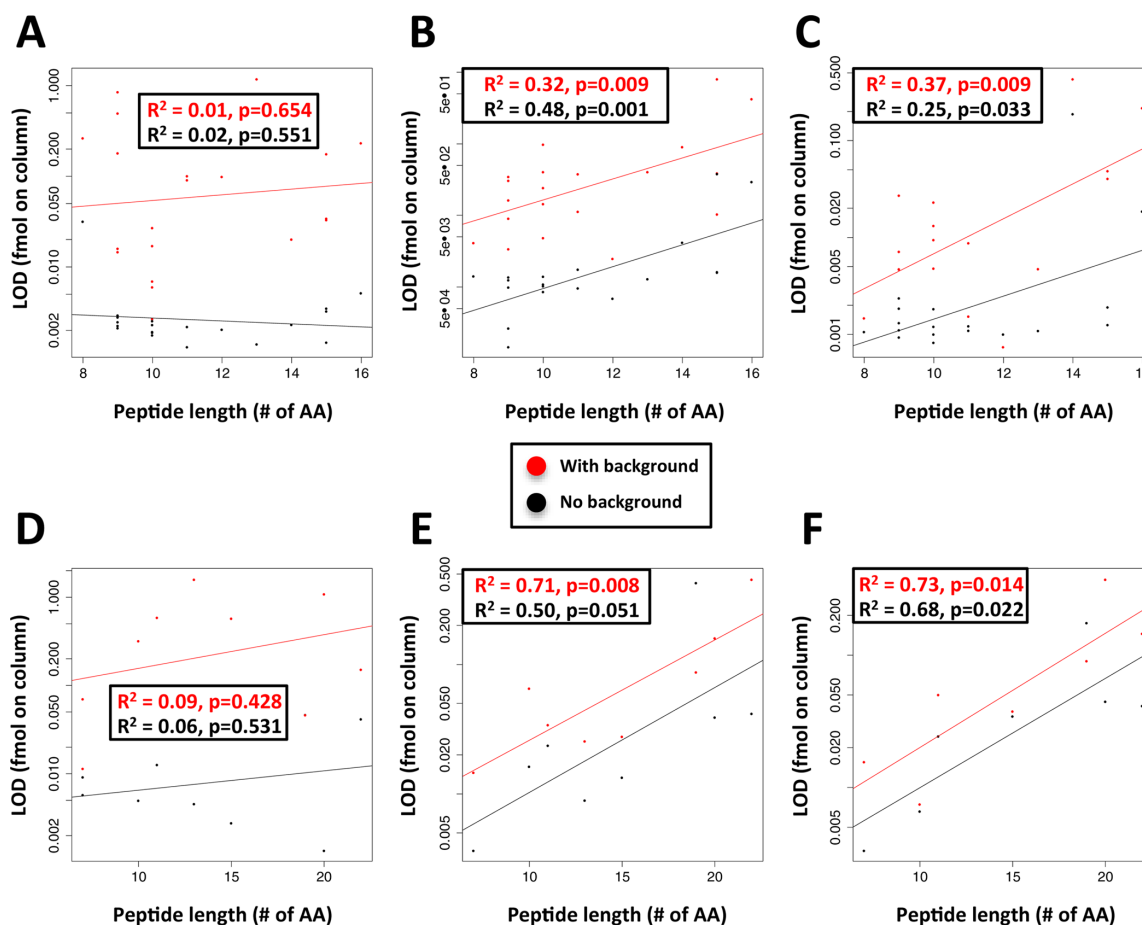 A
B
C
LOD (fmol on column)
1.000
0.200
0.050
0.010
0.002
R² = 0.01, p=0.654
R² = 0.02, p=0.551
8
10
12
14
16
Peptide length (# of AA)
LOD (fmol on column)
5e•01
5e•02
5e•03
5e•04
R² = 0.32, p=0.009
R² = 0.48, p=0.001
8
10
12
14
16
Peptide length (# of AA)
LOD (fmol on column)
0.500
0.100
0.020
0.005
0.001
R² = 0.37, p=0.009
R² = 0.25, p=0.033
8
10
12
14
Peptide length (# of AA)
With background
No background
D
E
F
LOD (fmol on column)
1.000
0.200
0.050
0.010
0.002
R² = 0.09, p=0.428
R² = 0.06, p=0.531
10
15
20
Peptide length (# of AA)
LOD (fmol on column)
0.500
0.200
0.050
0.020
0.005
R² = 0.71, p=0.008
R² = 0.50, p=0.051
10
15
20
Peptide length (# of AA)
LOD (fmol on column)
0.200
0.050
0.020
0.005
R² = 0.73, p=0.014
R² = 0.68, p=0.022
10
15
20
Peptide length (# of AA)